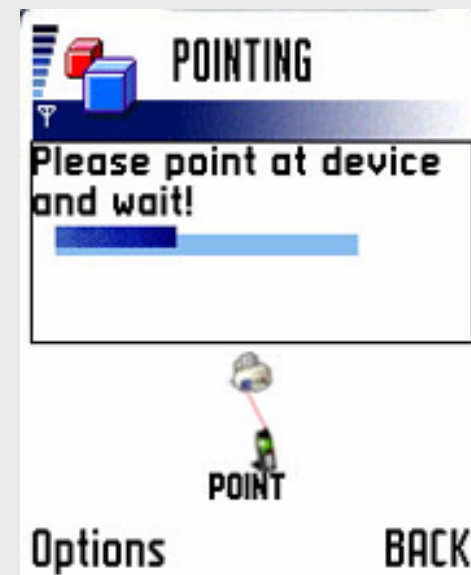 POINTING
Please point at device
and wait!
POINT
Options BACK